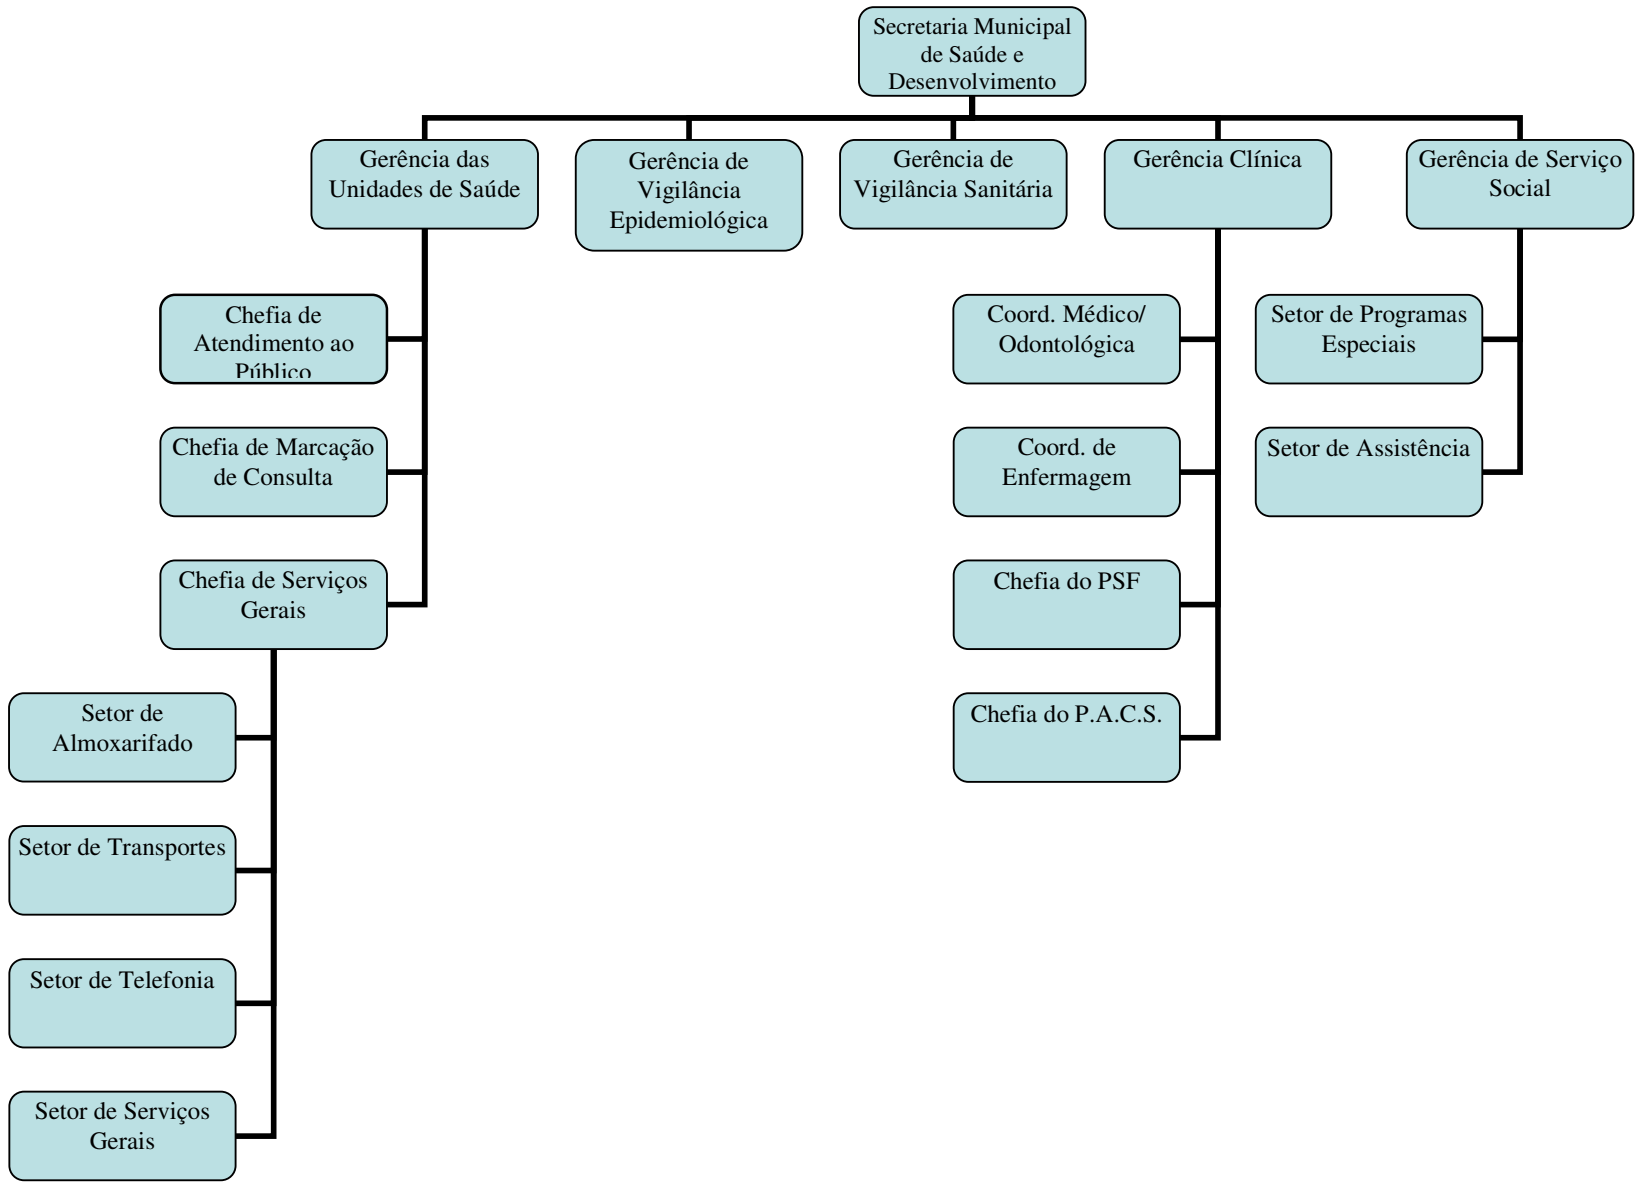 Secretaria Municipal
de Saúde e
Desenvolvimento
Gerência das
Unidades de Saúde
Gerência de
Vigilância
Epidemiológica
Gerência de
Vigilância Sanitária
Gerência Clínica
Gerência de Serviço
Social
Chefia de
Atendimento ao
Público
Chefia de Marcação
de Consulta
Chefia de Serviços
Gerais
Setor de
Almoxarifado
Setor de Transportes
Setor de Telefonia
Setor de Serviços
Gerais
Coord. Médico/
Odontológica
Coord. de
Enfermagem
Chefia do PSF
Chefia do P.A.C.S.
Setor de Programas
Especiais
Setor de Assistência